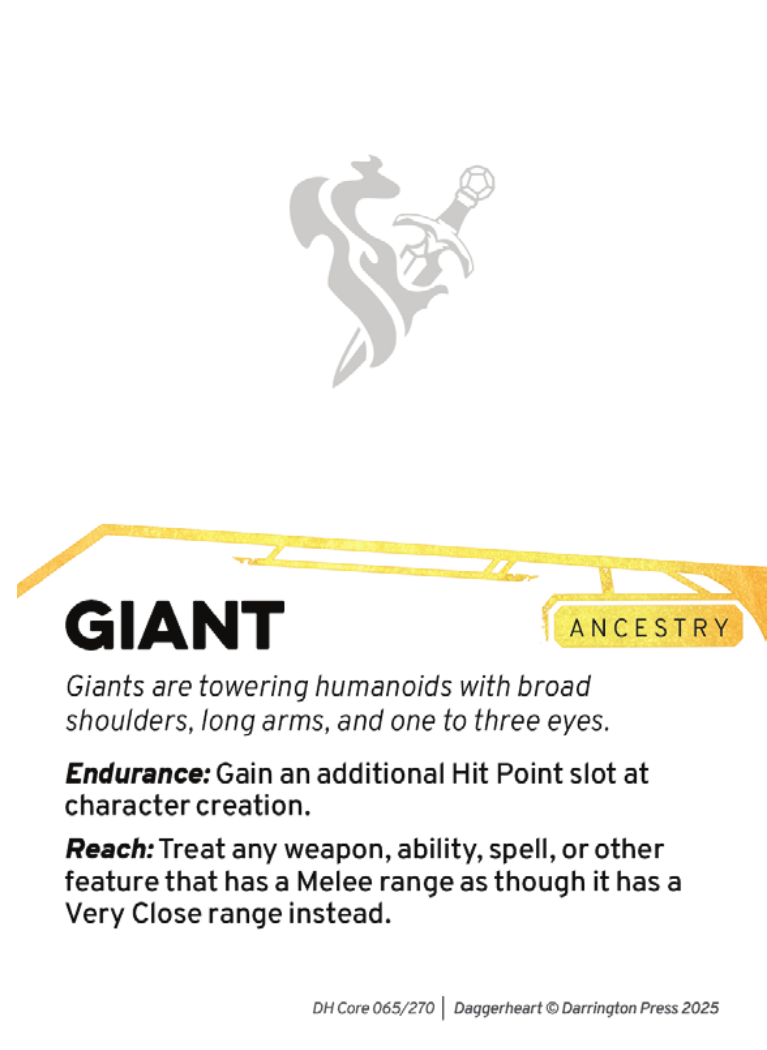 GIANT
ANCESTRY
Giants are towering humanoids with broad
shoulders, long arms, and one to three eyes.
Endurance: Gain an additional Hit Point slot at
character creation.
Reach: Treat any weapon, ability, spell, or other
feature that has a Melee range as though it has a
Very Close range instead.
DH Core 065/270 | Daggerheart © Darrington Press 2025